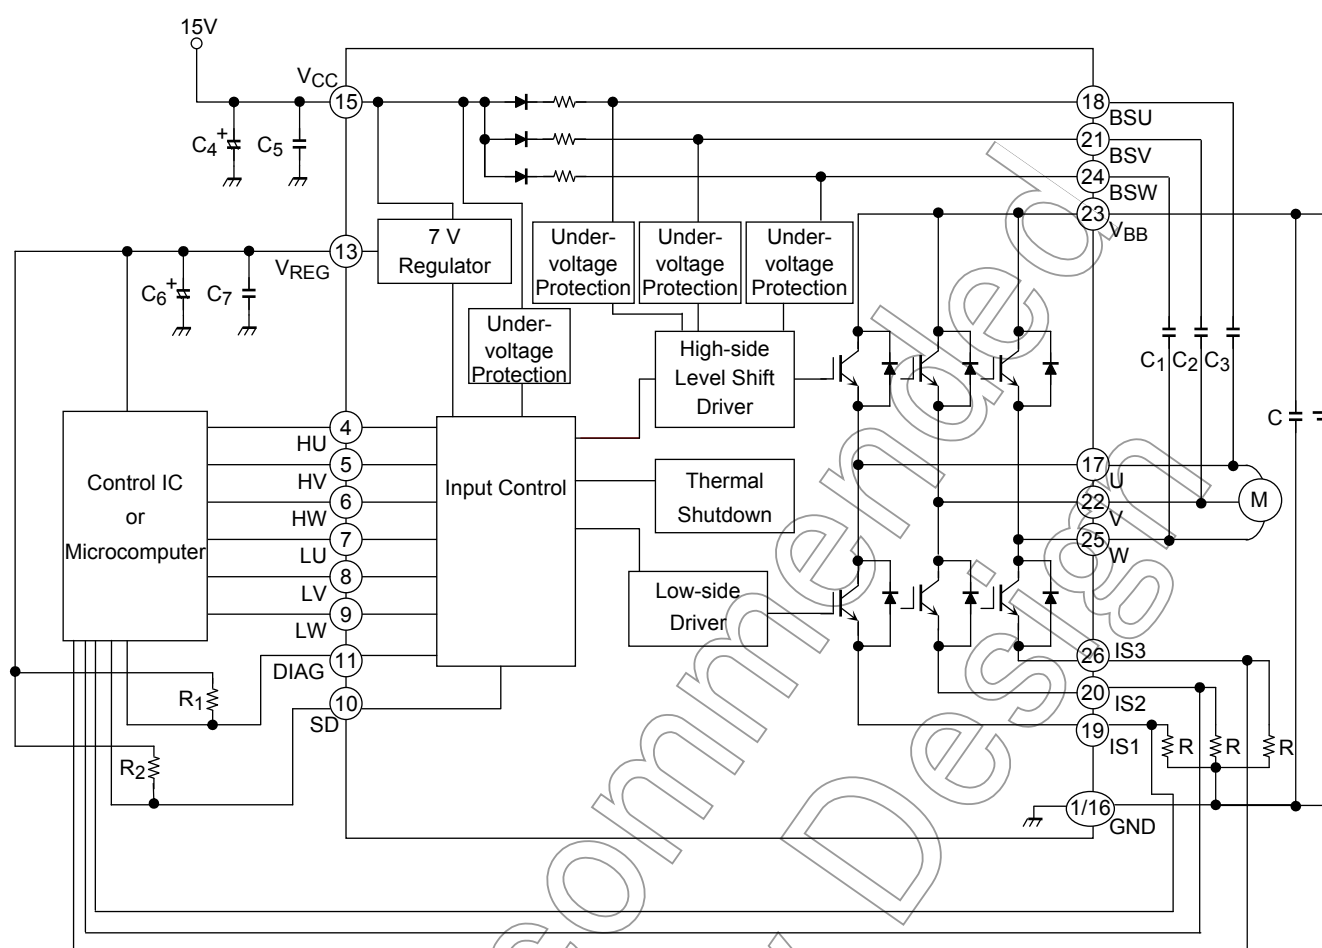 15V
VCC
15
18
BSU
C4
+
C5
21
BSV
24
BSW
23
VBB
13
VREG
7 V
Regulator
Under-
voltage
Protection
Under-
voltage
Protection
Under-
voltage
Protection
C6
+
C7
Under-
voltage
Protection
High-side
Level Shift
Driver
C1
C2
C3
C
Control IC
or
Microcomputer
4
HU
5
HV
6
HW
7
LU
8
LV
9
LW
11
DIAG
10
SD
Input Control
Thermal
Shutdown
Low-side
Driver
17
U
22
V
25
W
M
26
IS3
20
IS2
19
IS1
R1
R2
R
R
R
1/16
GND
commended
Design